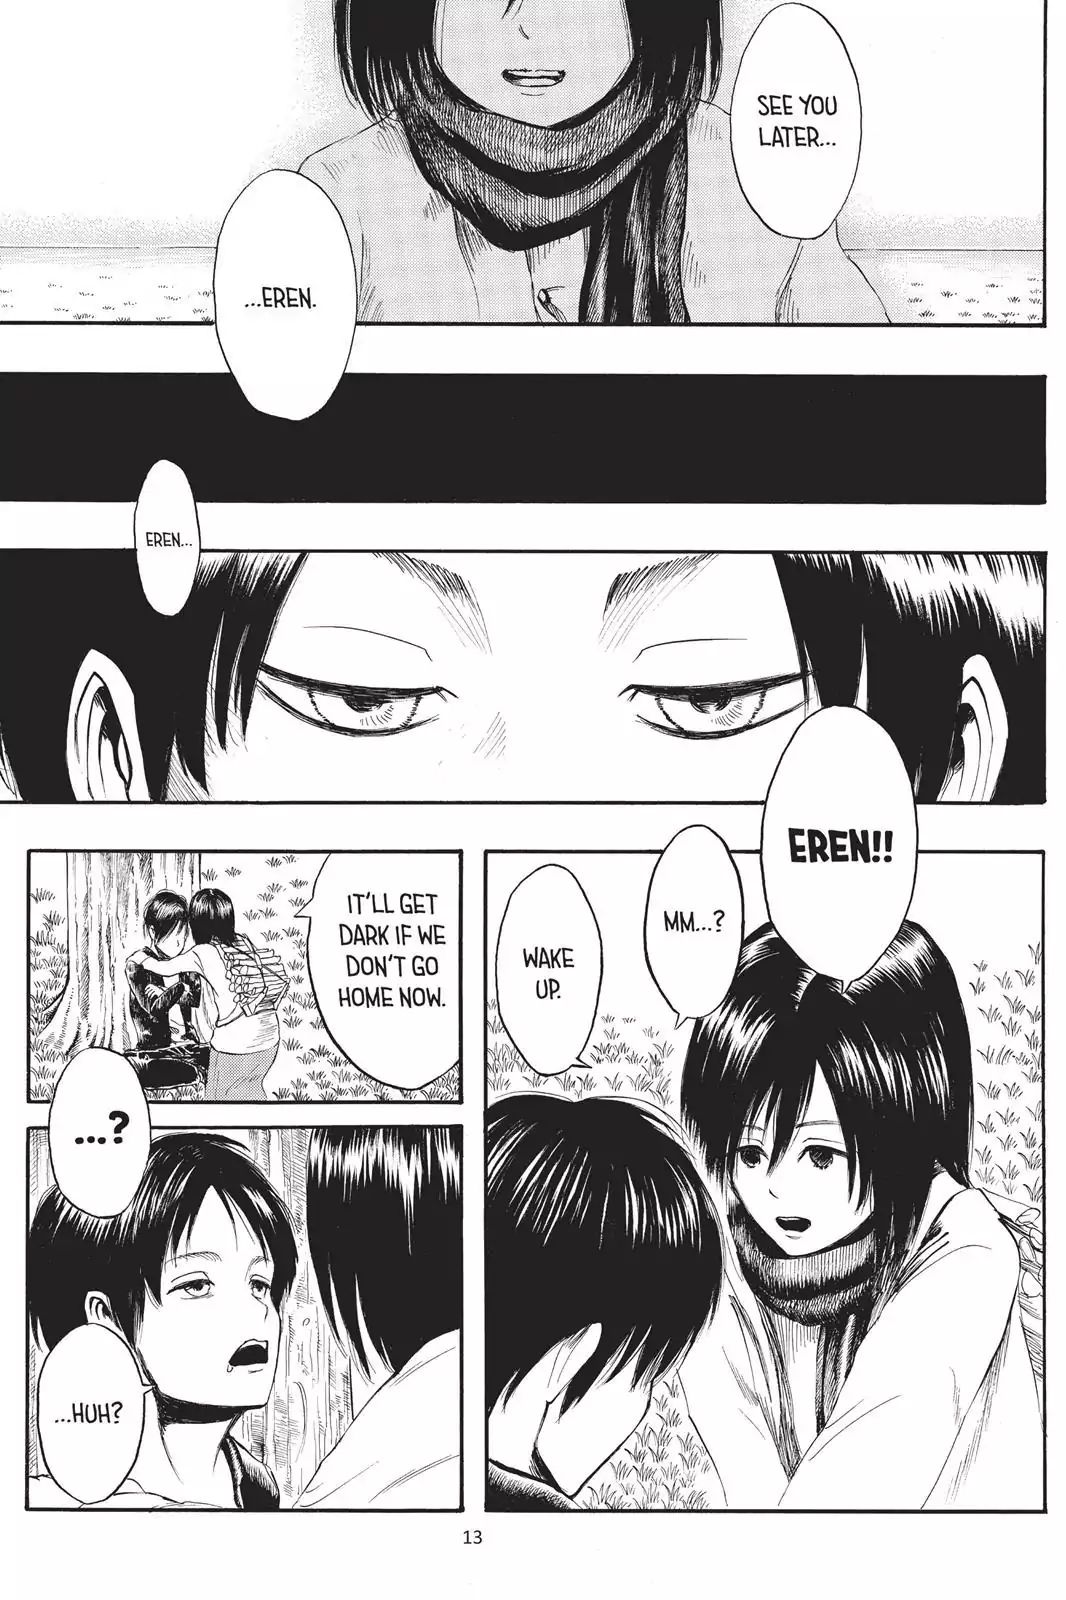 SEE YOU
LATER...
...EREN.
EREN...
EREN!!
MM...?
WAKE
UP.
IT'LL GET
DARK IF WE
DON'T GO
HOME NOW.
...?
...HUH?
13